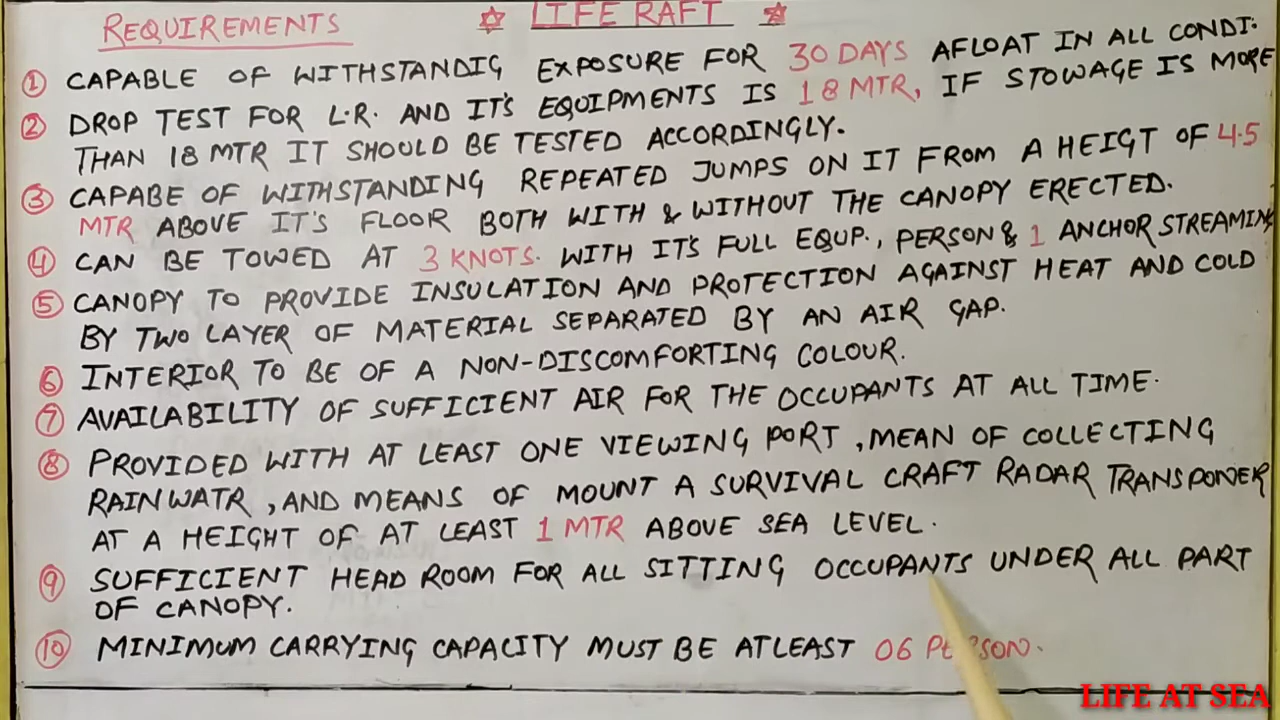 REQUIREMENTS
LIFE RAFT
① CAPABLE OF WITHSTANDIG EXPOSURE FOR 30 DAYS AFLOAT IN ALL CONDI.
② DROP TEST FOR L.R. AND IT'S EQUIPMENTS IS 18 MTR, IF STOWAGE IS MORE
THAN 18 MTR IT SHOULD BE TESTED ACCORDINGLY.
③ CAPABE OF WITHSTANDING REPEATED JUMPS ON IT FROM A HEIGT OF 4.5
MTR ABOVE IT'S FLOOR BOTH WITH & WITHOUT THE CANOPY ERECTED.
④ CAN BE TOWED AT 3 KNOTS. WITH IT'S FULL EQUP., PERSON & 1 ANCHOR STREAMING
⑤ CANOPY TO PROVIDE INSULATION AND PROTECTION AGAINST HEAT AND COLD
BY TWO LAYER OF MATERIAL SEPARATED BY AN AIR GAP.
⑥ INTERIOR TO BE OF A NON-DISCOMFORTING COLOUR.
⑦ AVAILABILITY OF SUFFICIENT AIR FOR THE OCCUPANTS AT ALL TIME.
⑧ PROVIDED WITH AT LEAST ONE VIEWING PORT, MEAN OF COLLECTING
RAINWATR, AND MEANS OF MOUNT A SURVIVAL CRAFT RADAR TRANSPONER
AT A HEIGHT OF AT LEAST 1 MTR ABOVE SEA LEVEL.
⑨ SUFFICIENT HEAD ROOM FOR ALL SITTING OCCUPANTS UNDER ALL PART
OF CANOPY.
⑩ MINIMUM CARRYING CAPACITY MUST BE ATLEAST 06 PERSON.
LIFE AT SEA